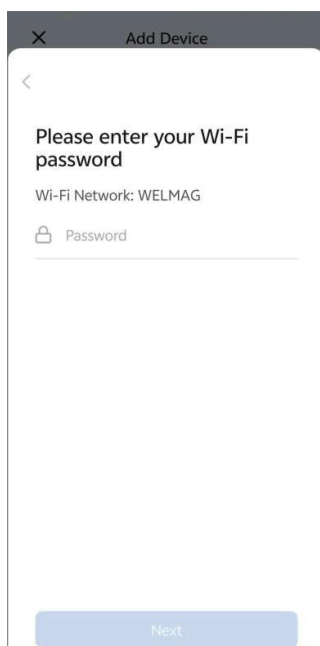 Add Device
Please enter your Wi-Fi
password
Wi-Fi Network: WELMAG
Password
Next